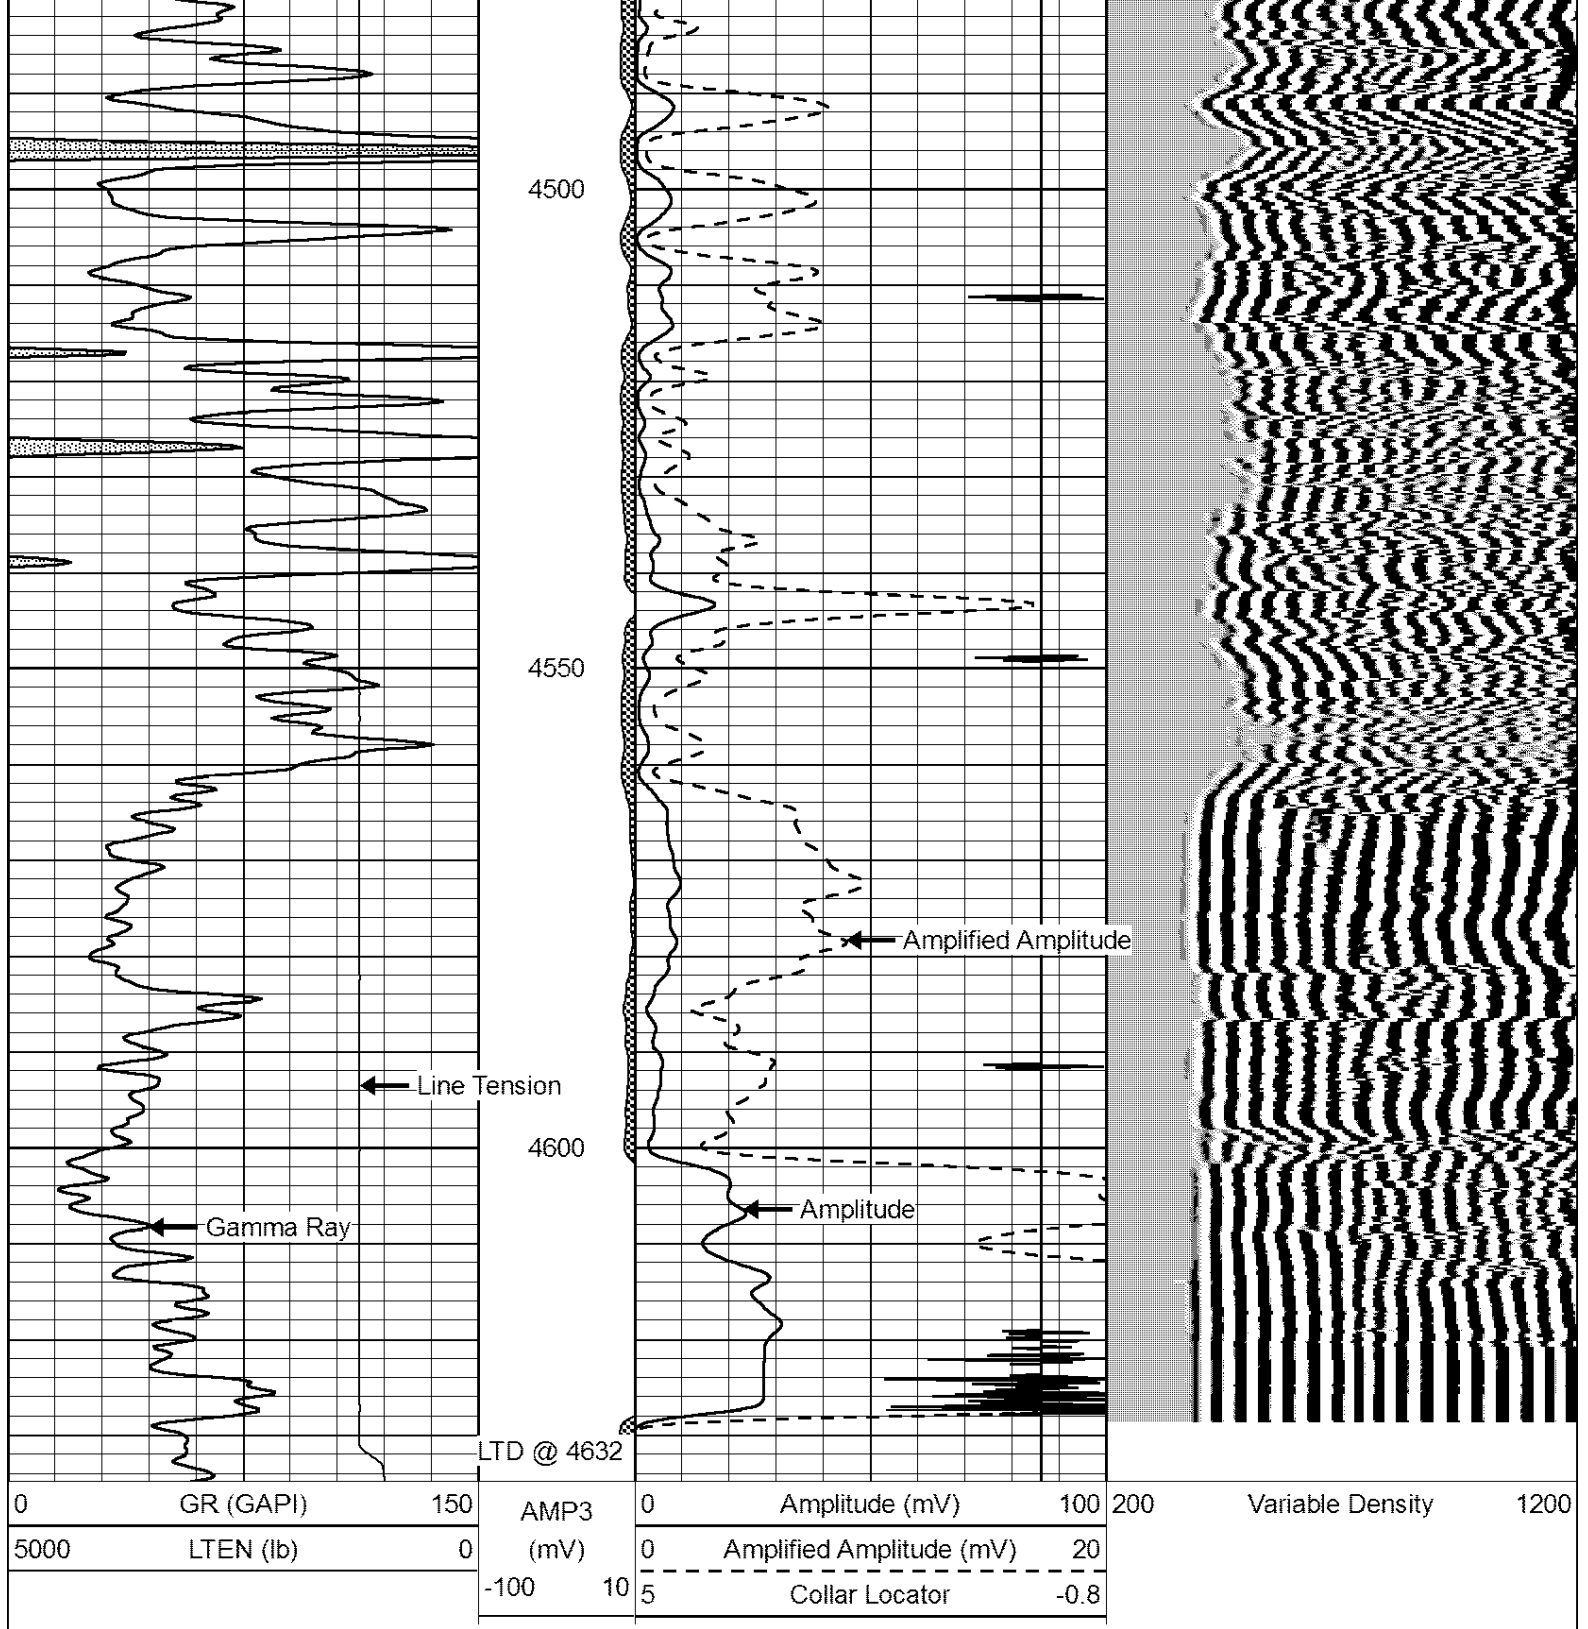 4500
4550
Amplified Amplitude
Line Tension
4600
Amplitude
Gamma Ray
LTD @ 4632
0 GR (GAPI) 150
5000 LTEN (lb) 0
AMP3
(mV)
-100 10
0 Amplitude (mV) 100
0 Amplified Amplitude (mV) 20
5 Collar Locator -0.8
200 Variable Density 1200